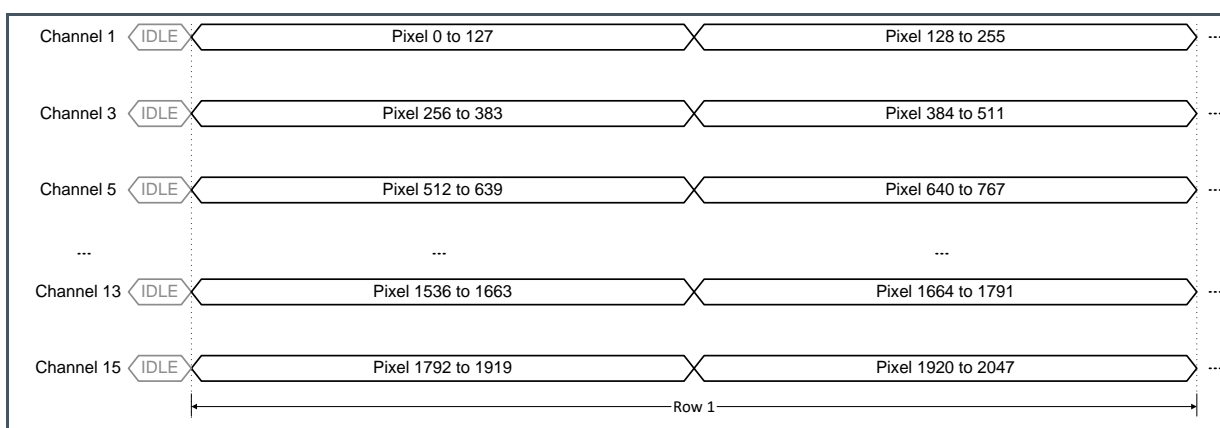 Channel 1 IDLE Pixel 0 to 127 Pixel 128 to 255 ---
Channel 3 IDLE Pixel 256 to 383 Pixel 384 to 511 ---
Channel 5 IDLE Pixel 512 to 639 Pixel 640 to 767 ---
--- --- ---
Channel 13 IDLE Pixel 1536 to 1663 Pixel 1664 to 1791 ---
Channel 15 IDLE Pixel 1792 to 1919 Pixel 1920 to 2047 ---
Row 1